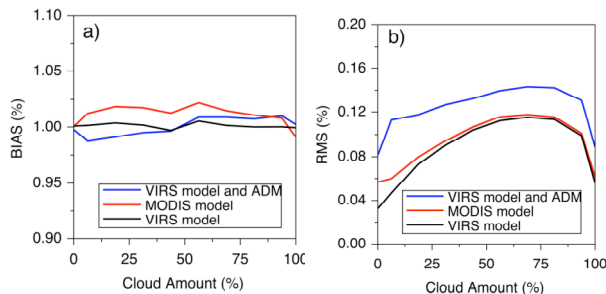 a)
1.10
1.05
1.00
0.95
0.90
BIAS (%)
VIRS model and ADM
MODIS model
VIRS model
0 25 50 75 100
Cloud Amount (%)
b)
0.20
0.16
0.12
0.08
0.04
0.00
RMS (%)
VIRS model and ADM
MODIS model
VIRS model
0 25 50 75 100
Cloud Amount (%)